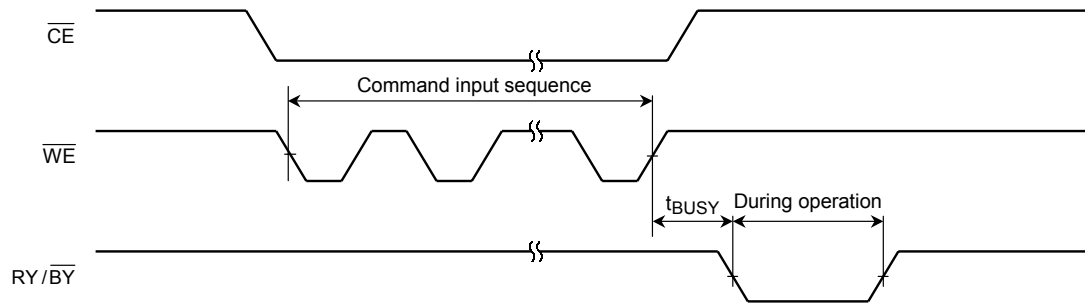 CE
Command input sequence
WE
tBUSY
During operation
RY/BY